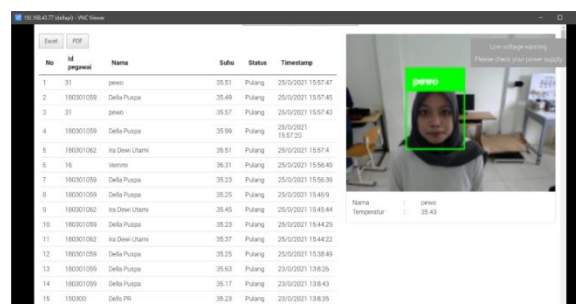 192.168.43.77 (dellapi) - VNC Viewer
Low voltage warning
Please check your power supply
Excel PDF
No Id pegawai Nama Suhu Status Timestamp
1 31 pewo 35.51 Pulang 25/0/2021 15:57:47
2 180301059 Della Puspa 35.49 Pulang 25/0/2021 15:57:45
3 31 pewo 35.57 Pulang 25/0/2021 15:57:43
4 180301059 Della Puspa 35.99 Pulang 25/0/2021 15:57:20
5 180301062 Ira Dewi Utami 35.51 Pulang 25/0/2021 15:57:4
6 16 Vemmi 36.31 Pulang 25/0/2021 15:56:49
7 180301059 Della Puspa 35.23 Pulang 25/0/2021 15:56:39
8 180301059 Della Puspa 35.25 Pulang 25/0/2021 15:46:9
9 180301062 Ira Dewi Utami 35.45 Pulang 25/0/2021 15:45:44
10 180301059 Della Puspa 35.23 Pulang 25/0/2021 15:44:29
11 180301062 Ira Dewi Utami 35.37 Pulang 25/0/2021 15:44:22
12 180301059 Della Puspa 35.25 Pulang 25/0/2021 15:38:49
13 180301059 Della Puspa 35.63 Pulang 23/0/2021 13:8:26
14 180301059 Della Puspa 35.17 Pulang 23/0/2021 13:8:43
15 150300 Della PR 35.23 Pulang 23/0/2021 13:8:35
pewo
Nama : pewo
Temperatur : 35.43